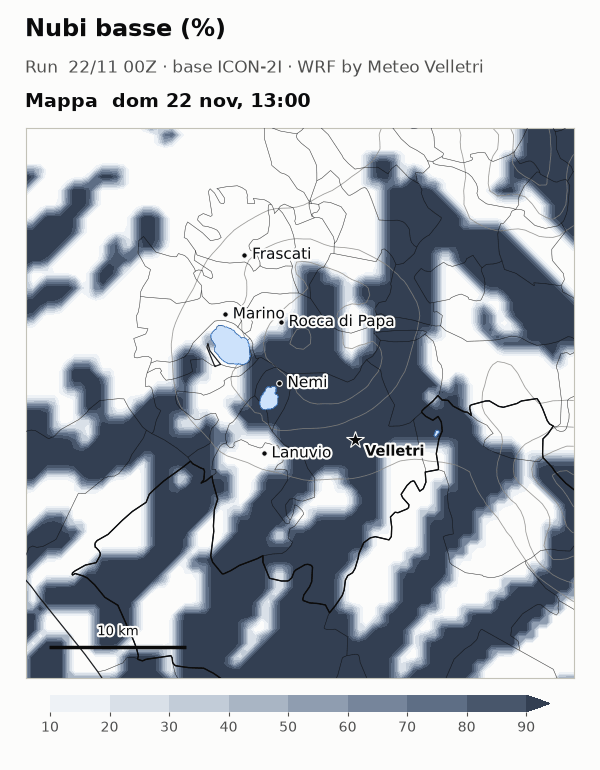 Nubi basse (%)
Run  22/11 00Z · base ICON-2I · WRF by Meteo Velletri
Mappa  dom 22 nov, 13:00
Frascati
Marino
Rocca di Papa
Nemi
Velletri
Lanuvio
10 km
10 20 30 40 50 60 70 80 90